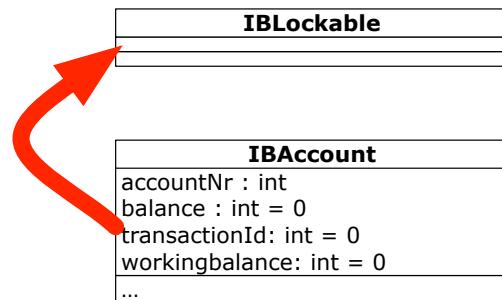 IBLockable
IBAccount
accountNr : int
balance : int = 0
transactionId: int = 0
workingbalance: int = 0
...